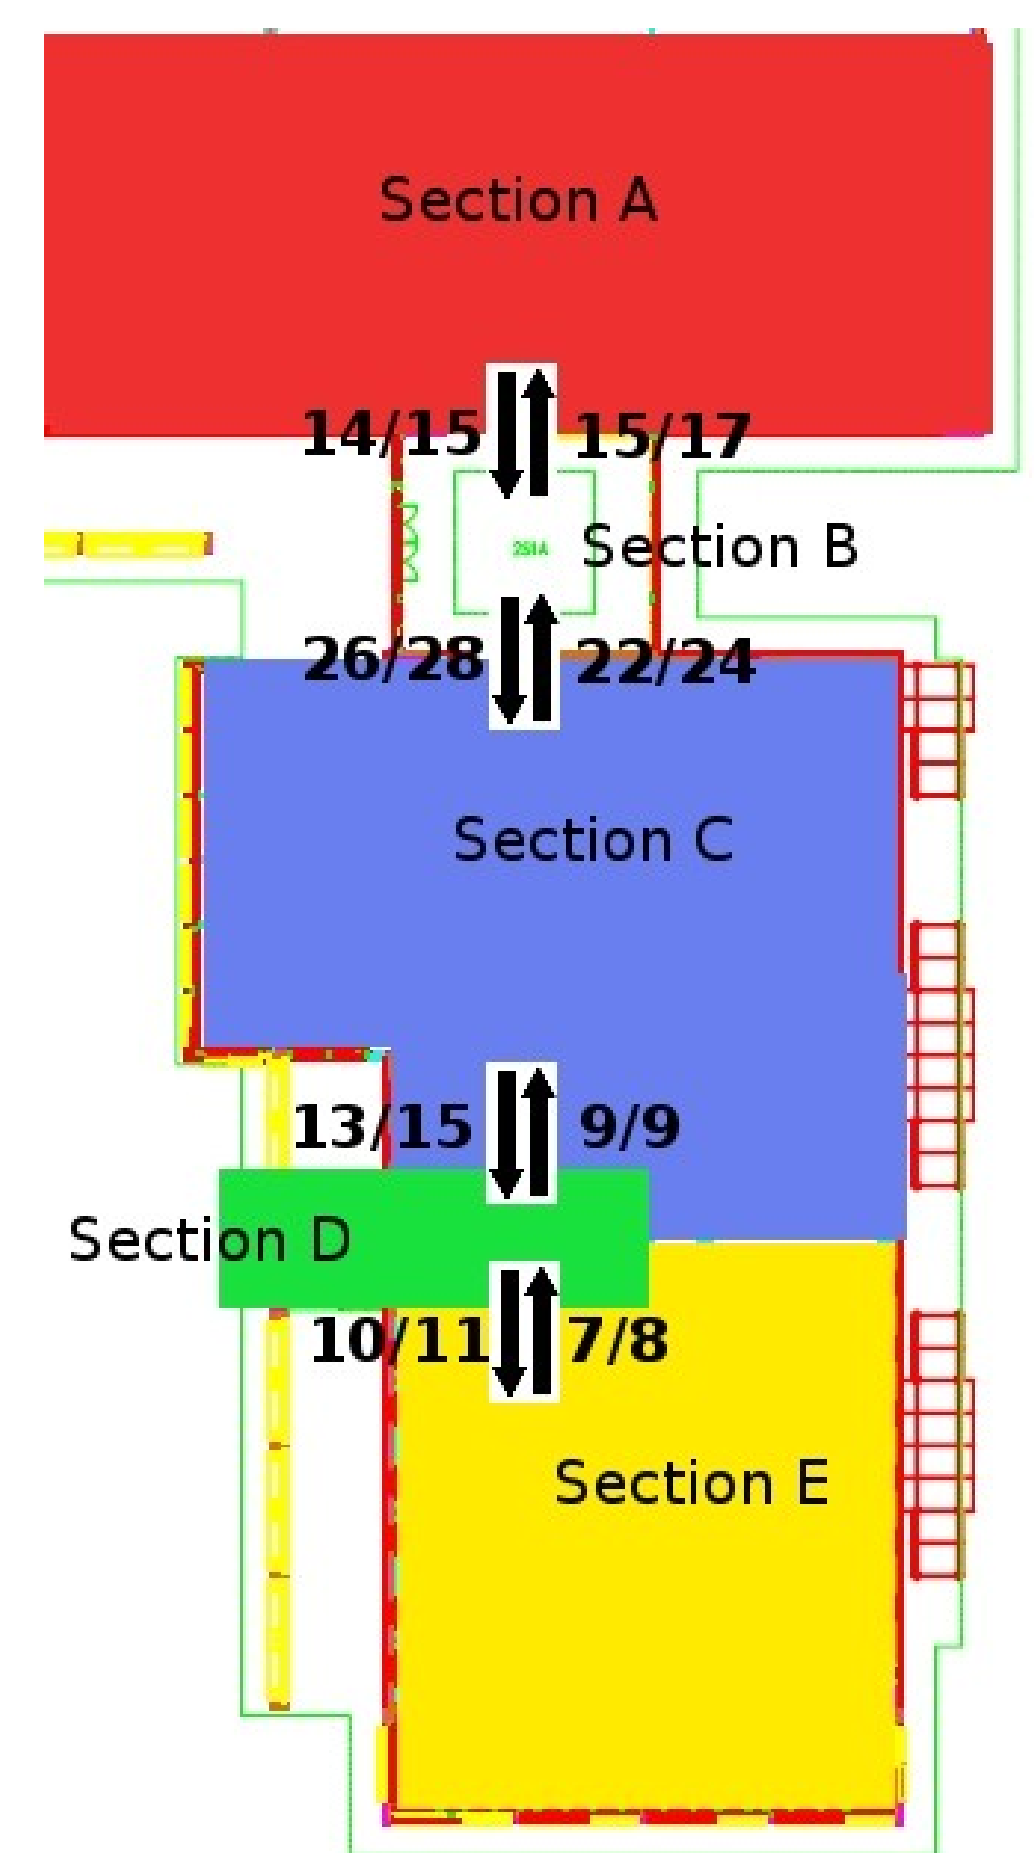 Section A
14/15 15/17
Section B
26/28 22/24
Section C
13/15 9/9
Section D
10/11 7/8
Section E